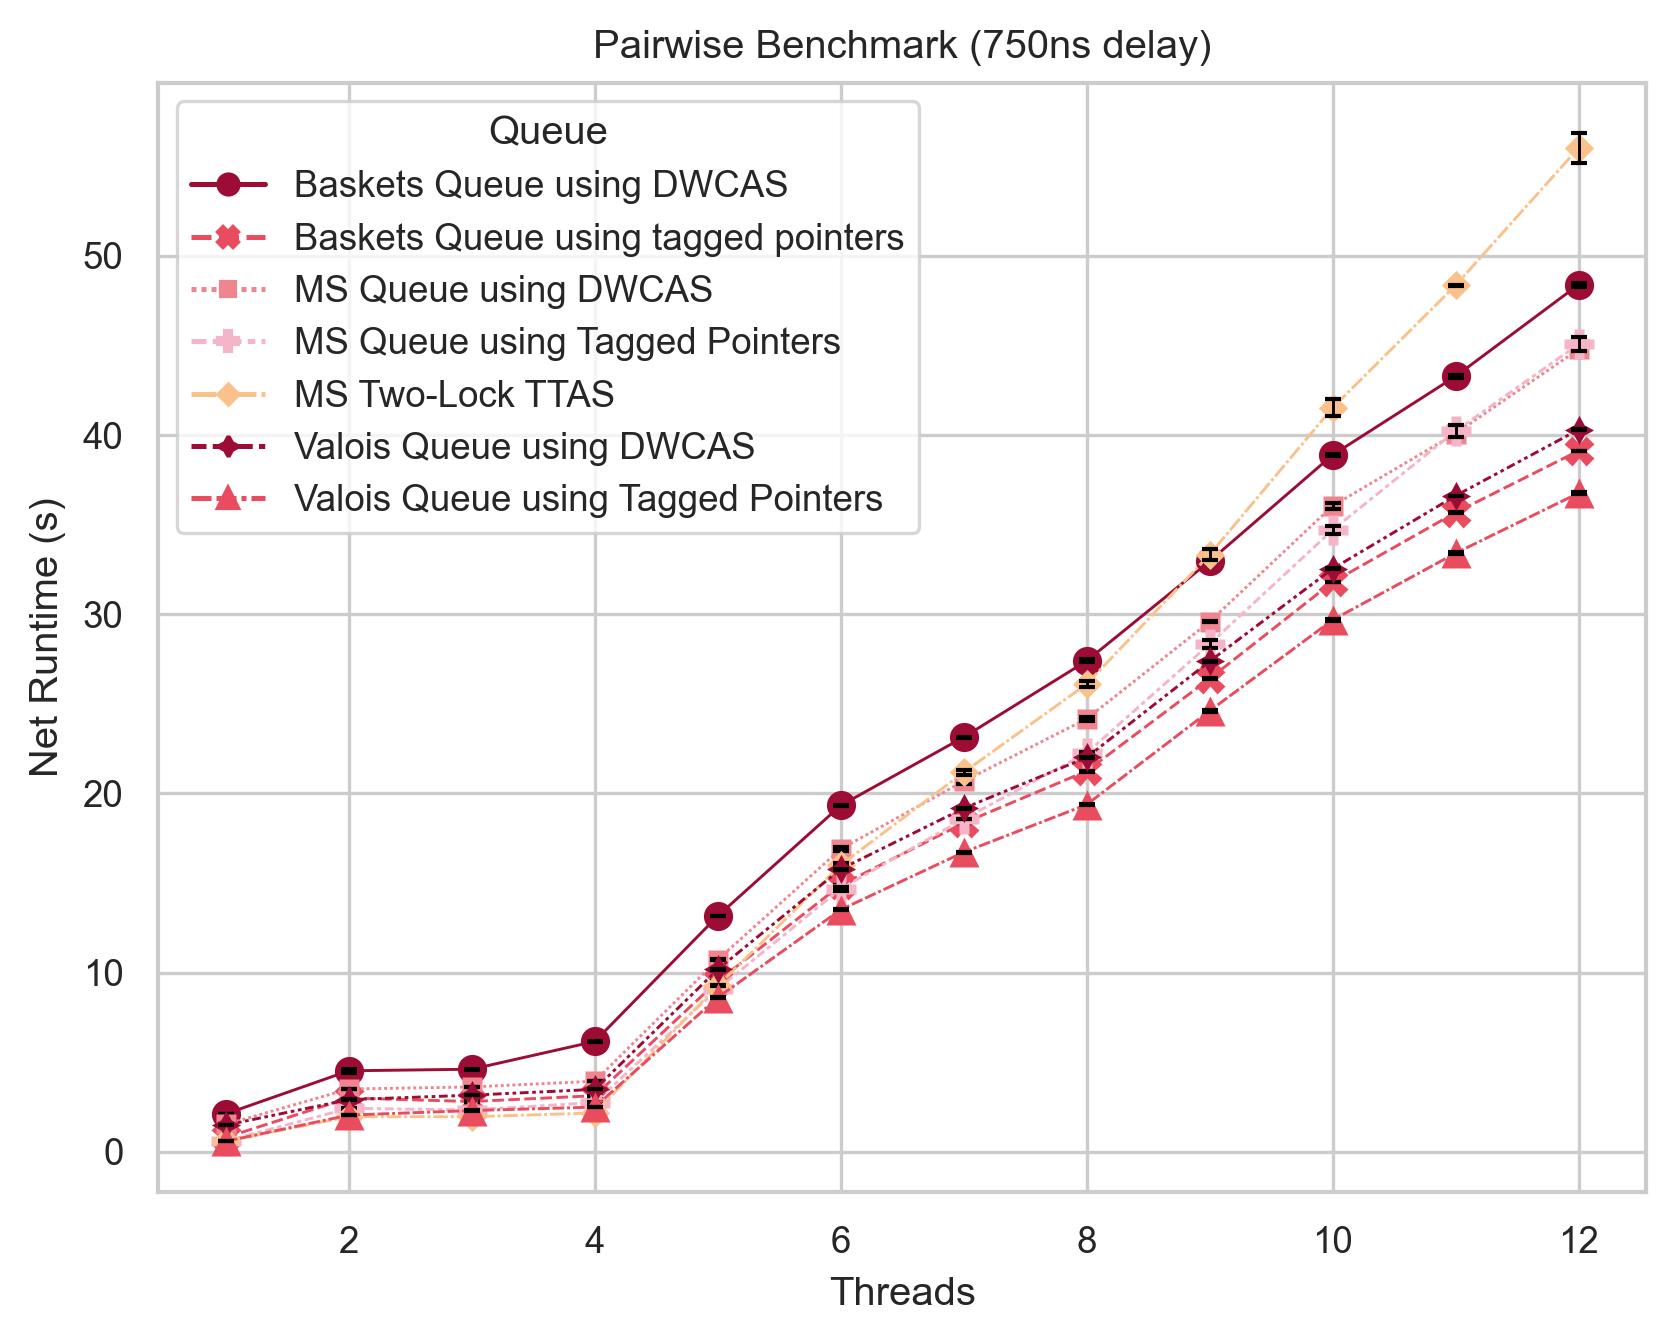 Pairwise Benchmark (750ns delay)
Queue
Baskets Queue using DWCAS
Baskets Queue using tagged pointers
MS Queue using DWCAS
MS Queue using Tagged Pointers
MS Two-Lock TTAS
Valois Queue using DWCAS
Valois Queue using Tagged Pointers
Net Runtime (s)
50
40
30
20
10
0
2 4 6 8 10 12
Threads